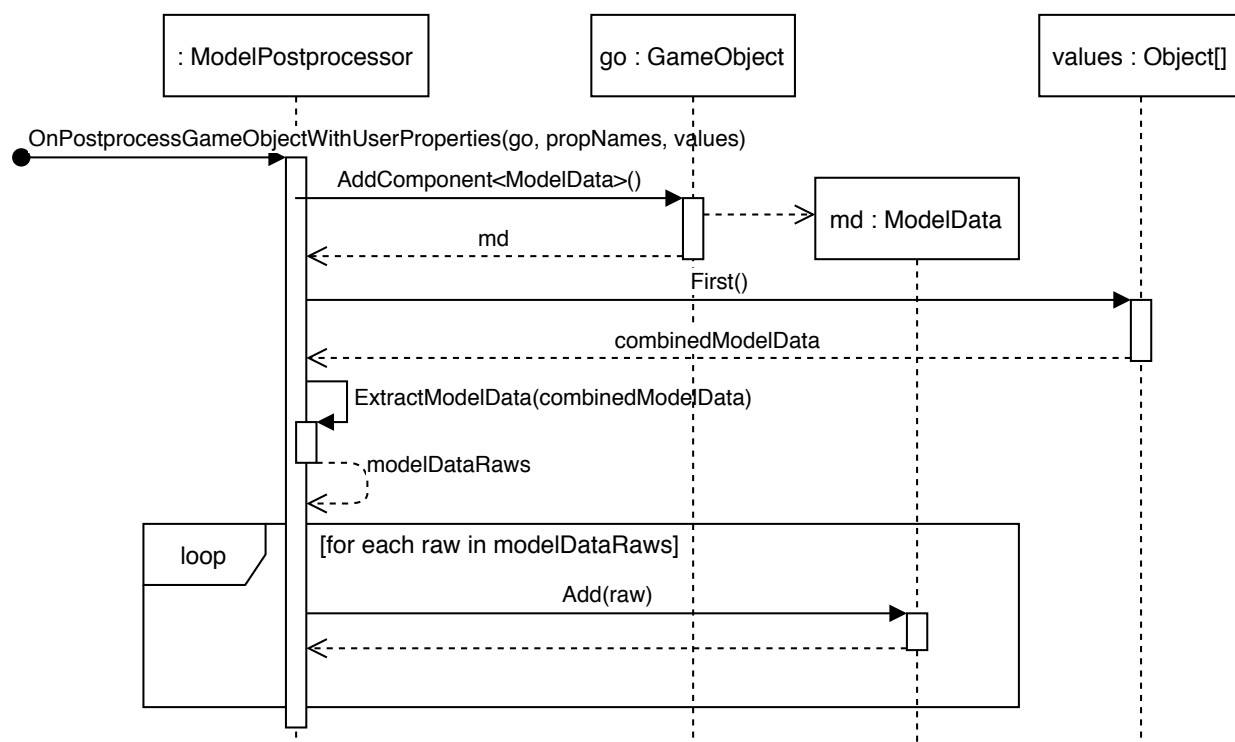 : ModelPostprocessor
go : GameObject
values : Object[]
OnPostprocessGameObjectWithUserProperties(go, propNames, values)
AddComponent<ModelData>()
md : ModelData
md
First()
combinedModelData
ExtractModelData(combinedModelData)
modelDataRaws
loop
[for each raw in modelDataRaws]
Add(raw)